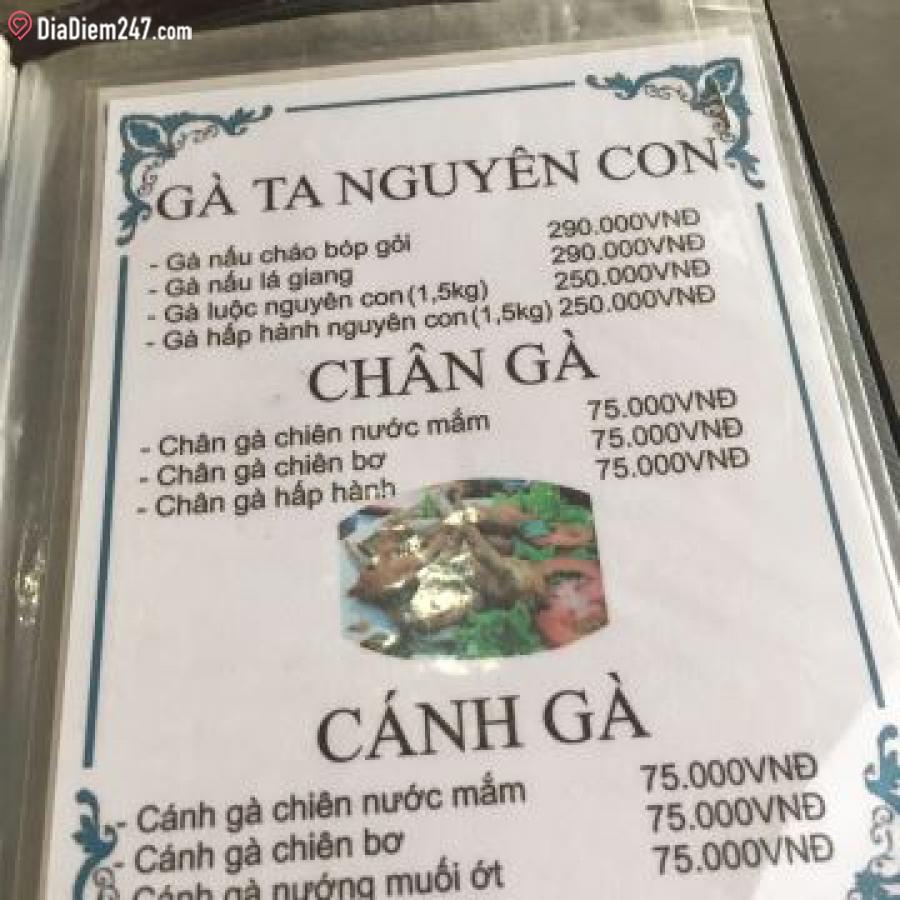 DiaDiem247.com
GÀ TA NGUYÊN CON
- Gà nấu cháo bóp gỏi 290.000VNĐ
- Gà nấu lá giang 290.000VNĐ
- Gà luộc nguyên con(1,5kg) 250.000VNĐ
- Gà hấp hành nguyên con(1,5kg) 250.000VNĐ
CHÂN GÀ
- Chân gà chiên nước mắm 75.000VNĐ
- Chân gà chiên bơ 75.000VNĐ
- Chân gà hấp hành 75.000VNĐ
CÁNH GÀ
- Cánh gà chiên nước mắm 75.000VNĐ
- Cánh gà chiên bơ 75.000VNĐ
Cánh gà nướng muối ớt 75.000VNĐ